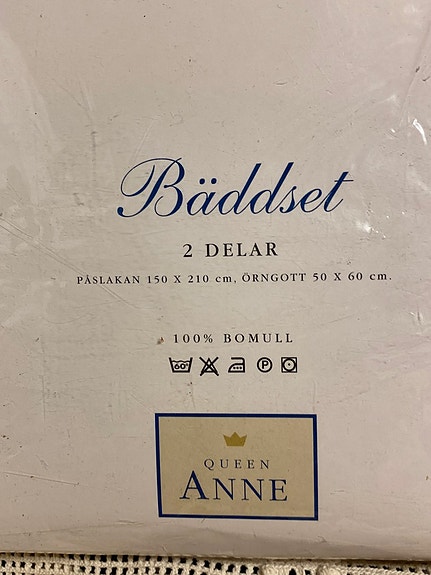 Bäddset
2 DELAR
PÅSLAKAN 150 X 210 cm, ÖRNGOTT 50 X 60 cm.
100% BOMULL
60° P
QUEEN
ANNE